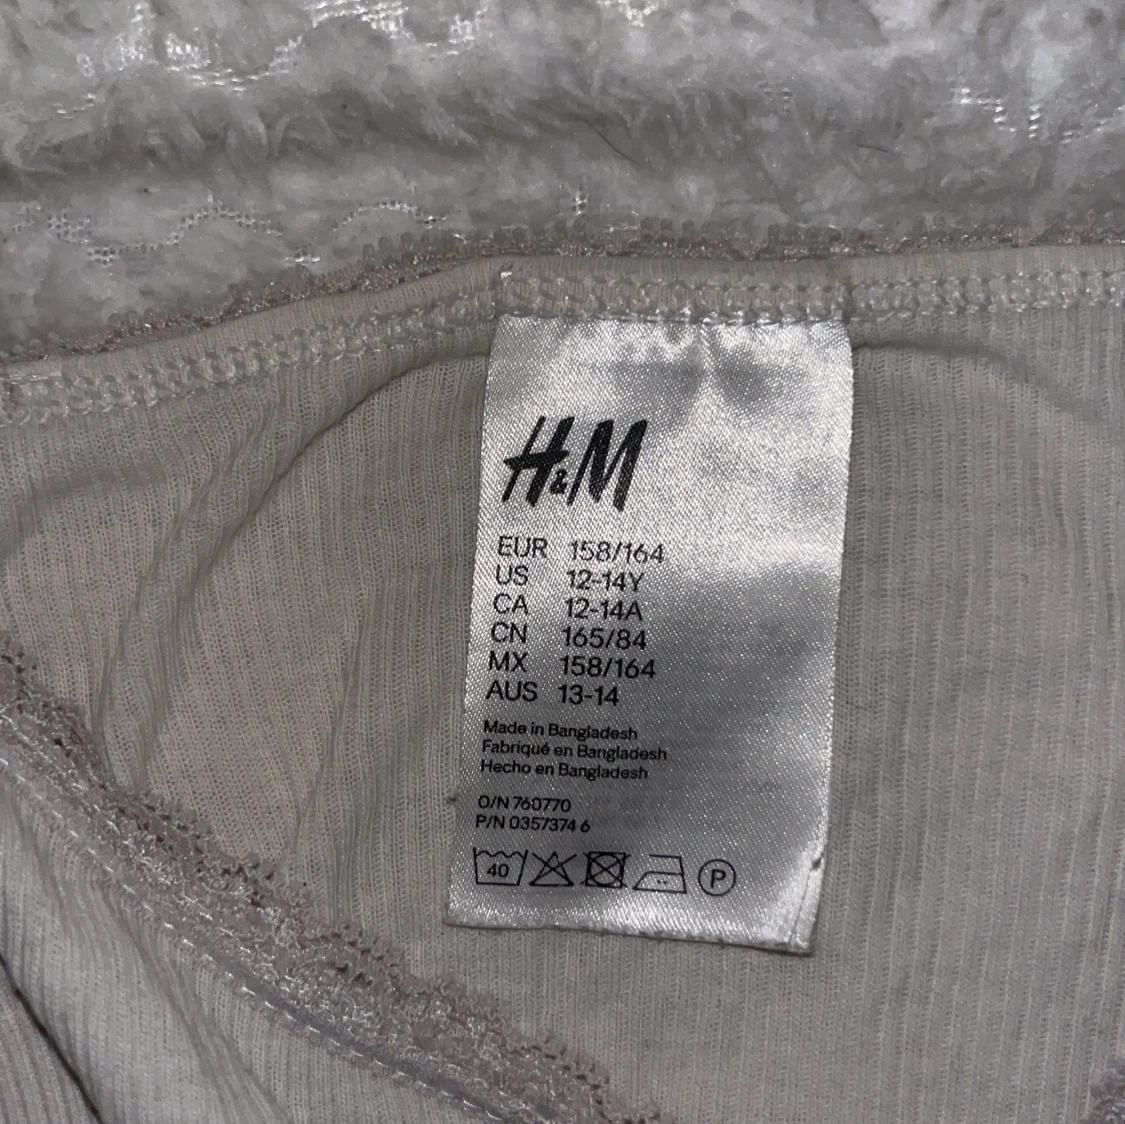 H&M
EUR 158/164
US 12-14Y
CA 12-14A
CN 165/84
MX 158/164
AUS 13-14
Made in Bangladesh
Fabriqué en Bangladesh
Hecho en Bangladesh
O/N 760770
P/N 0357374 6
40 P